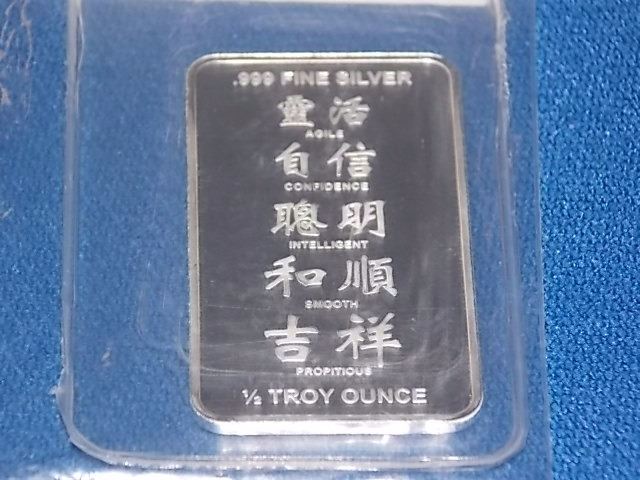 .999 FINE SILVER
靈活
AGILE
自信
CONFIDENCE
聰明
INTELLIGENT
和順
SMOOTH
吉祥
PROPITIOUS
½ TROY OUNCE